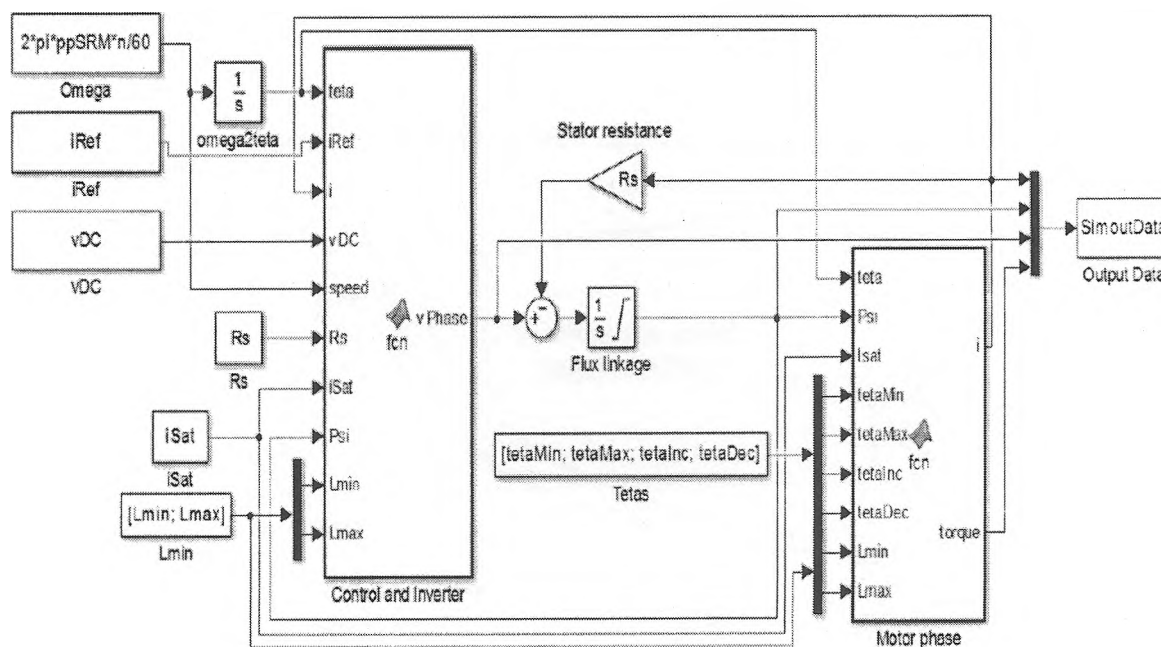 2*pi*ppSRM*n/60
Omega
1
s
omega2teta
iRef
iRef
vDC
vDC
Rs
Rs
iSat
iSat
[Lmin; Lmax]
Lmin
teta
iRef
i
vDC
speed
Rs
iSat
Psi
Lmin
Lmax
fcn
vPhase
Control and Inverter
Stator resistance
Rs
+
−
1
s
Flux linkage
[tetaMin; tetaMax; tetaInc; tetaDec]
Tetas
teta
Psi
Isat
tetaMin
tetaMax
tetaInc
tetaDec
Lmin
Lmax
fcn
i
torque
Motor phase
SimoutData
Output Data